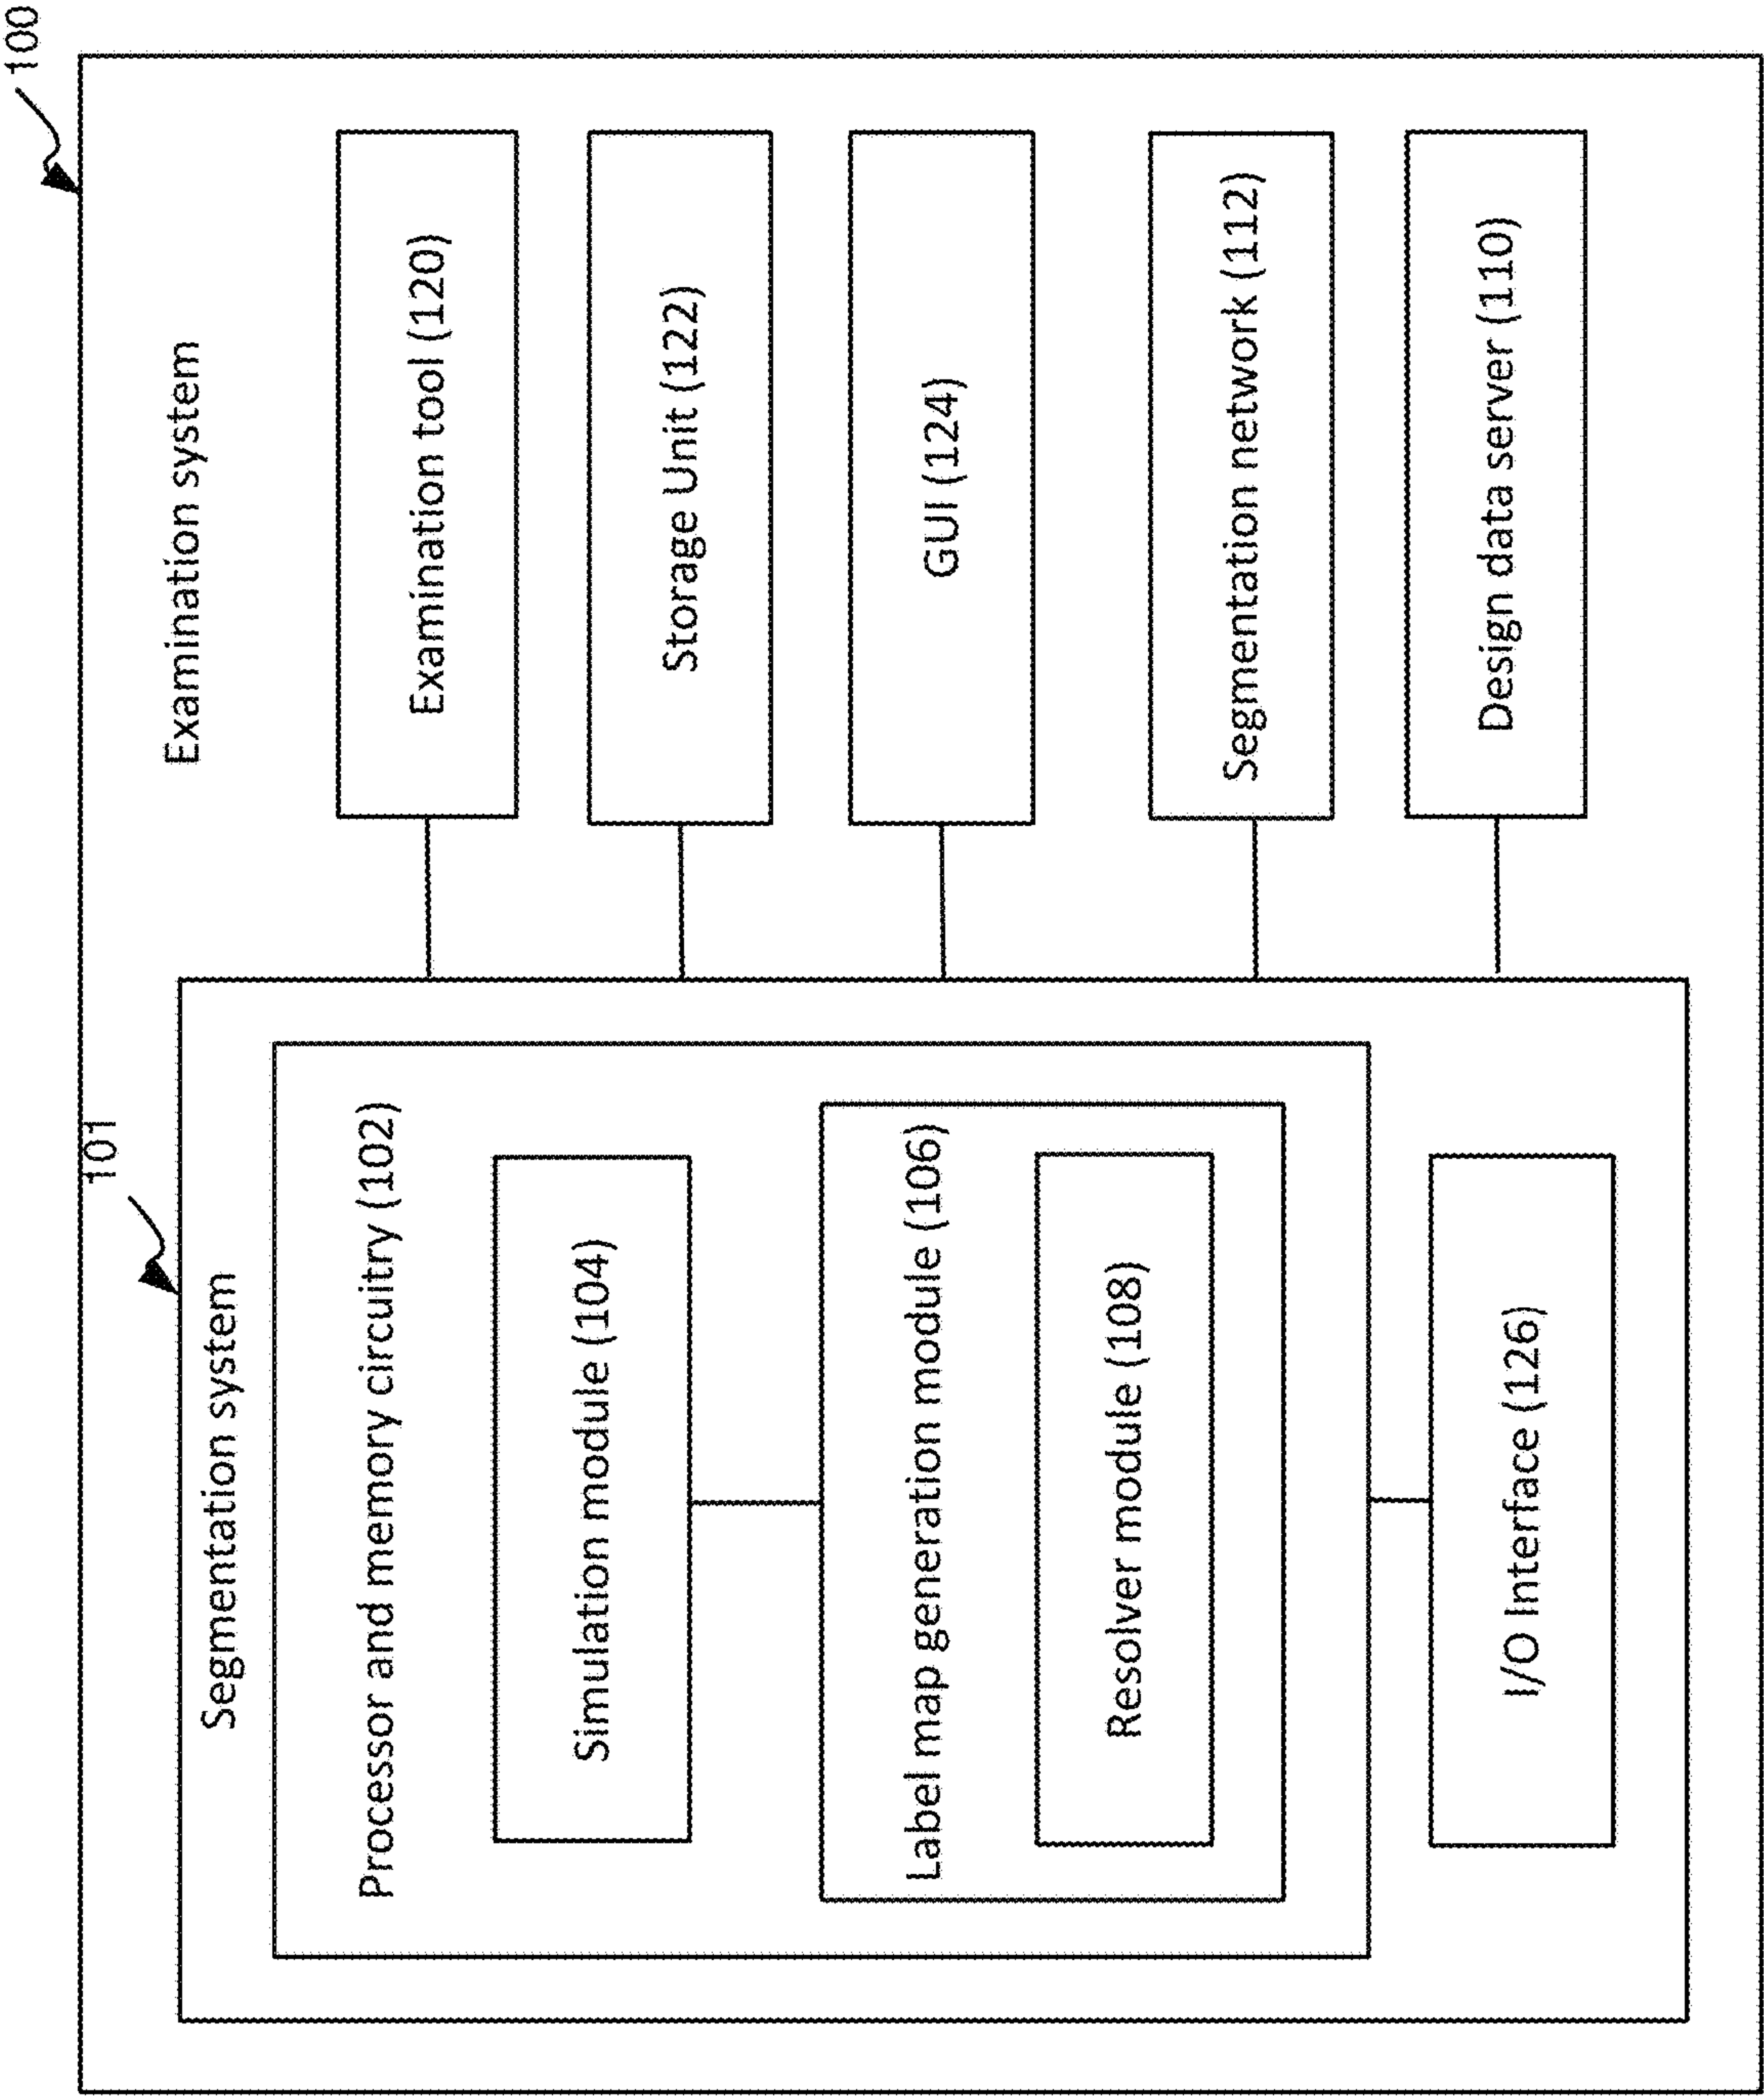 100
Examination system
101
Segmentation system
Processor and memory circuitry (102)
Simulation module (104)
Label map generation module (106)
Resolver module (108)
I/O Interface (126)
Examination tool (120)
Storage Unit (122)
GUI (124)
Segmentation network (112)
Design data server (110)